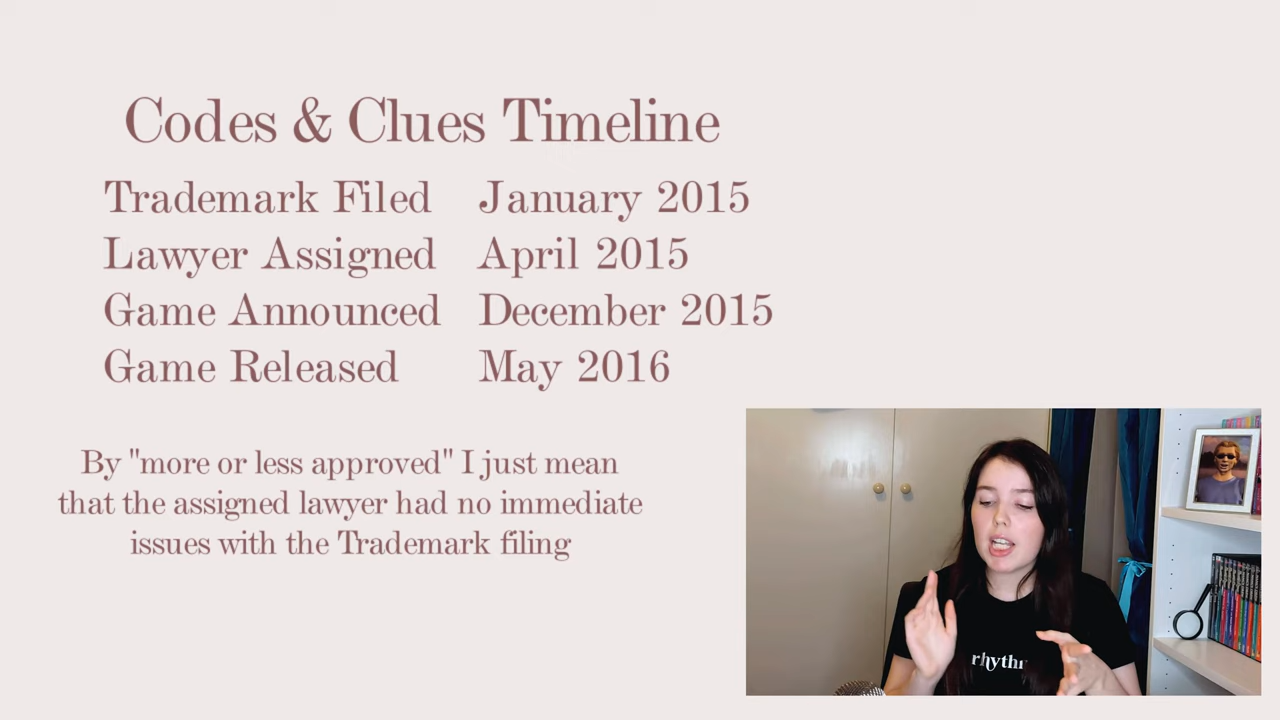 Codes & Clues Timeline
Trademark Filed January 2015
Lawyer Assigned April 2015
Game Announced December 2015
Game Released May 2016
By "more or less approved" I just mean
that the assigned lawyer had no immediate
issues with the Trademark filing